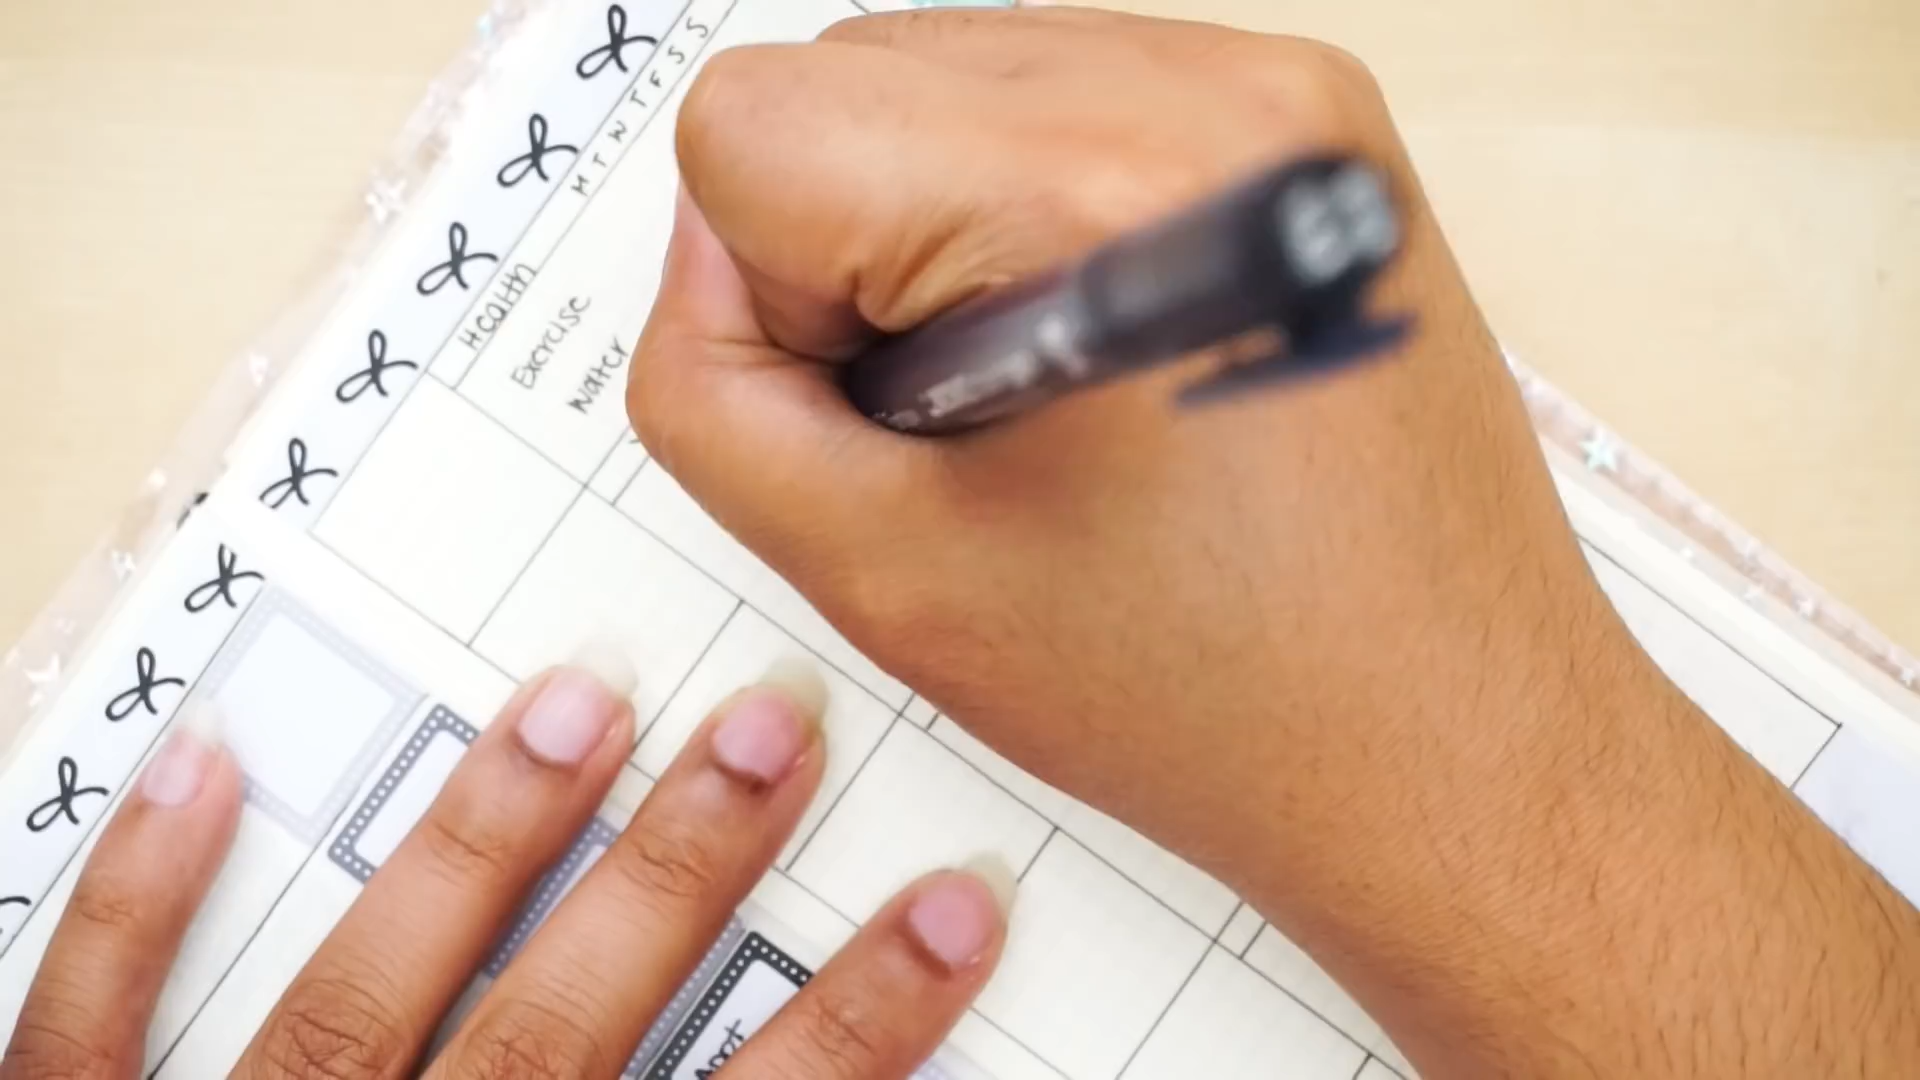 M T W T F S S
Health
Exercise
Water
Appt